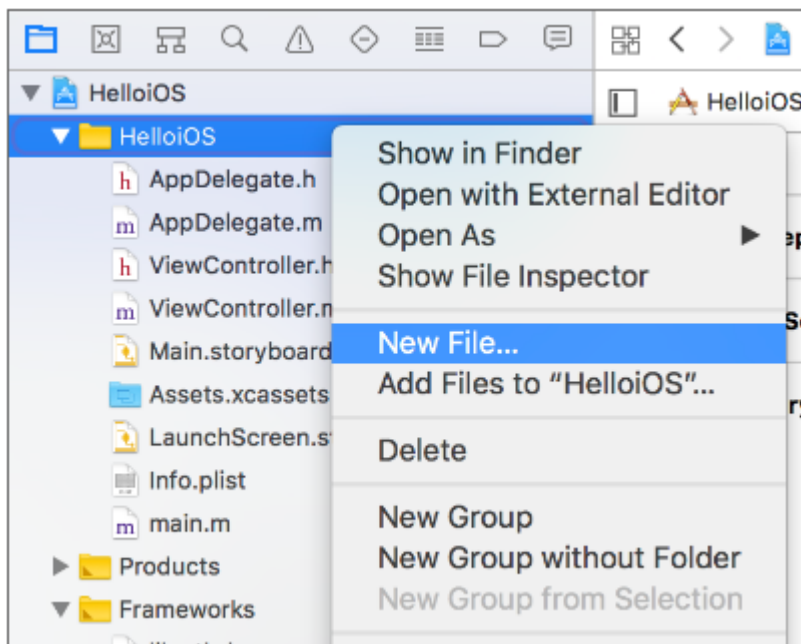 HelloiOS
HelloiOS
HelloiOS
AppDelegate.h
AppDelegate.m
ViewController.h
Main.storyboard
Assets.xcassets
Info.plist
main.m
Products
Frameworks
Show in Finder
Open with External Editor
Open As
Show File Inspector
New File...
Add Files to “HelloiOS”...
Delete
New Group
New Group without Folder
New Group from Selection